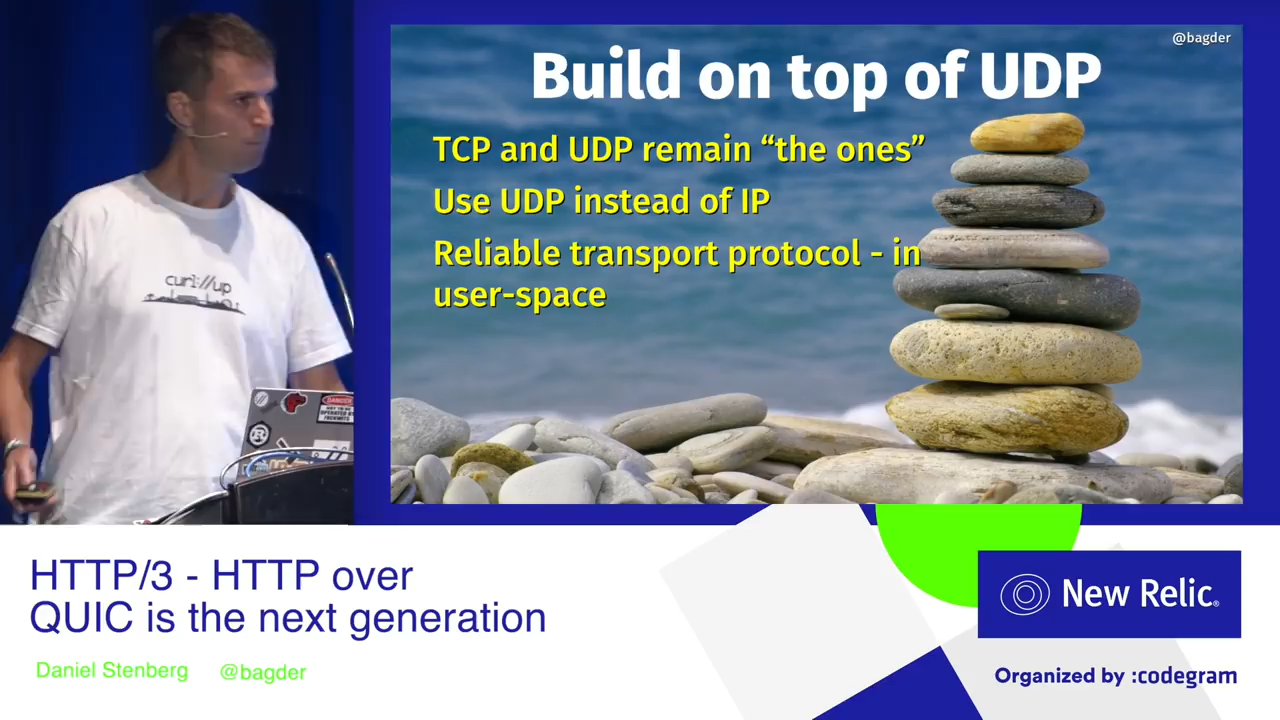 @bagder
Build on top of UDP
TCP and UDP remain “the ones”
Use UDP instead of IP
Reliable transport protocol - in
user-space
curl://up
DANGER
HTTP/3 - HTTP over
QUIC is the next generation
Daniel Stenberg @bagder
New Relic.
Organized by :codegram